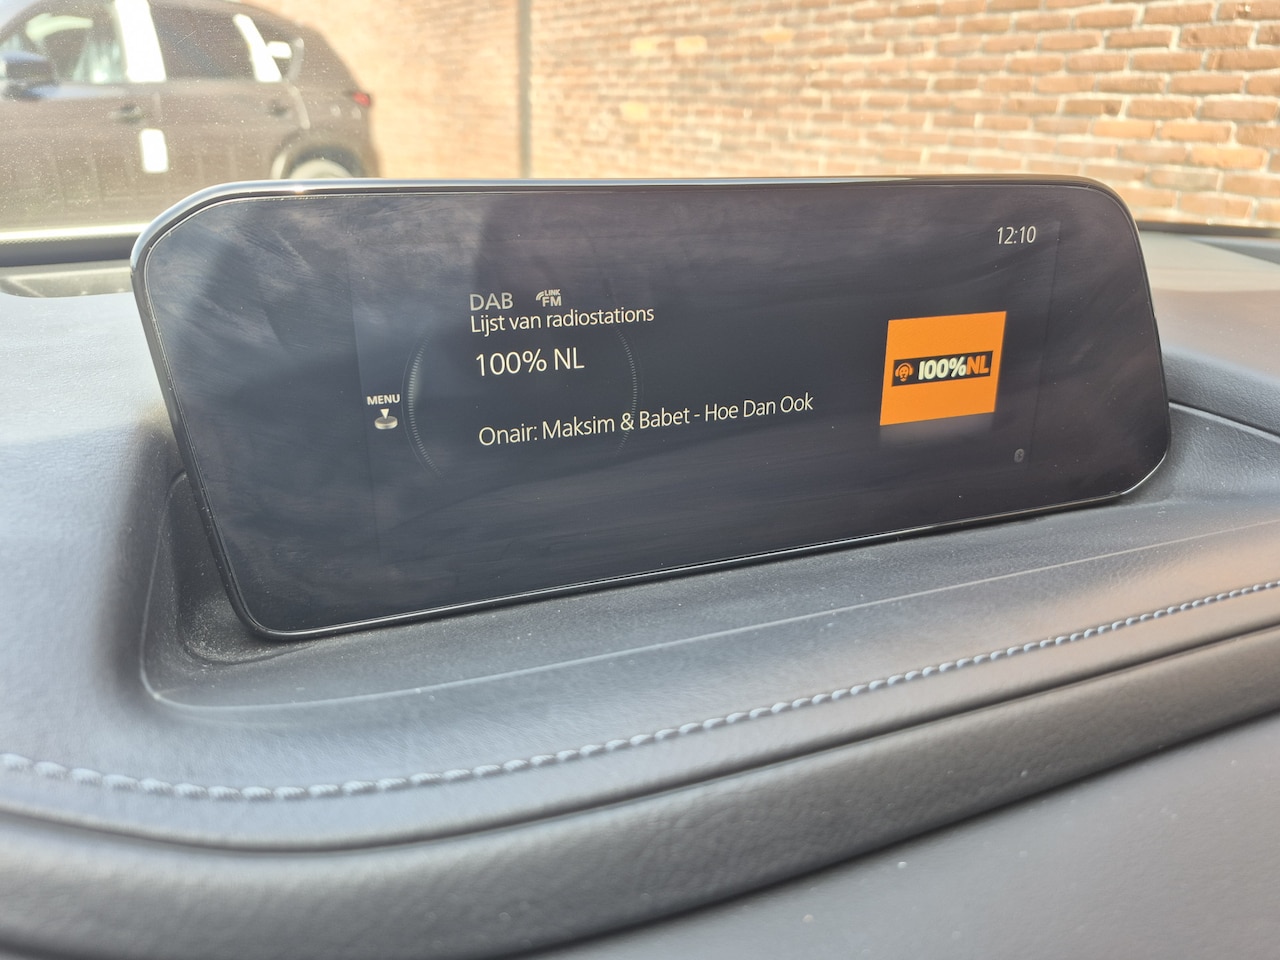 12:10
DAB LINK FM
Lijst van radiostations
100% NL
MENU
Onair: Maksim & Babet - Hoe Dan Ook
100%NL